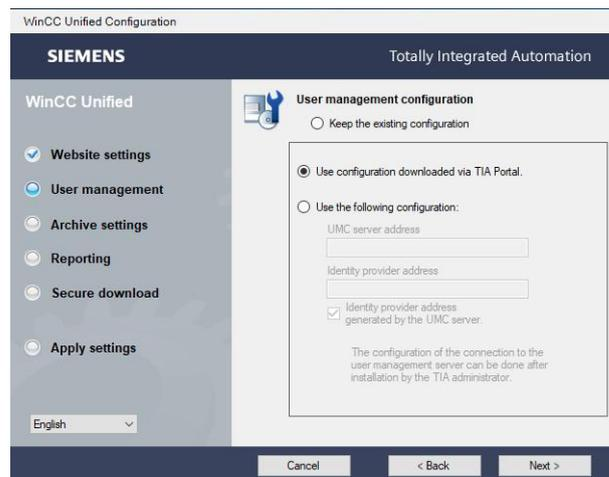 WinCC Unified Configuration
SIEMENS
Totally Integrated Automation
WinCC Unified
Website settings
User management
Archive settings
Reporting
Secure download
Apply settings
English
User management configuration
Keep the existing configuration
Use configuration downloaded via TIA Portal.
Use the following configuration:
UMC server address
Identity provider address
Identity provider address
generated by the UMC server.
The configuration of the connection to the
user management server can be done after
installation by the TIA administrator.
Cancel
< Back
Next >